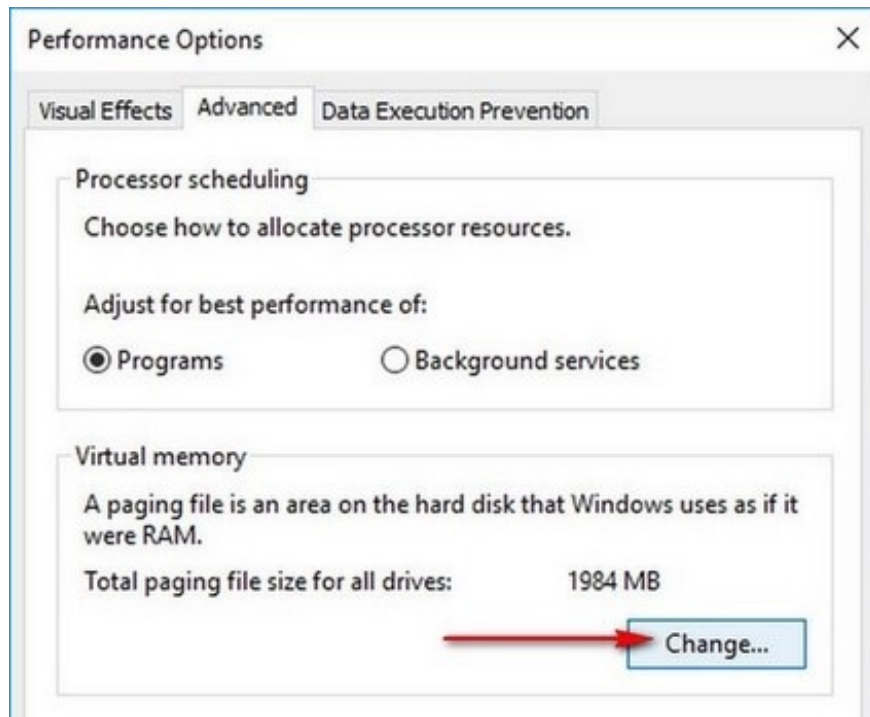 Performance Options
Visual Effects Advanced Data Execution Prevention
Processor scheduling
Choose how to allocate processor resources.
Adjust for best performance of:
Programs Background services
Virtual memory
A paging file is an area on the hard disk that Windows uses as if it
were RAM.
Total paging file size for all drives: 1984 MB
Change...